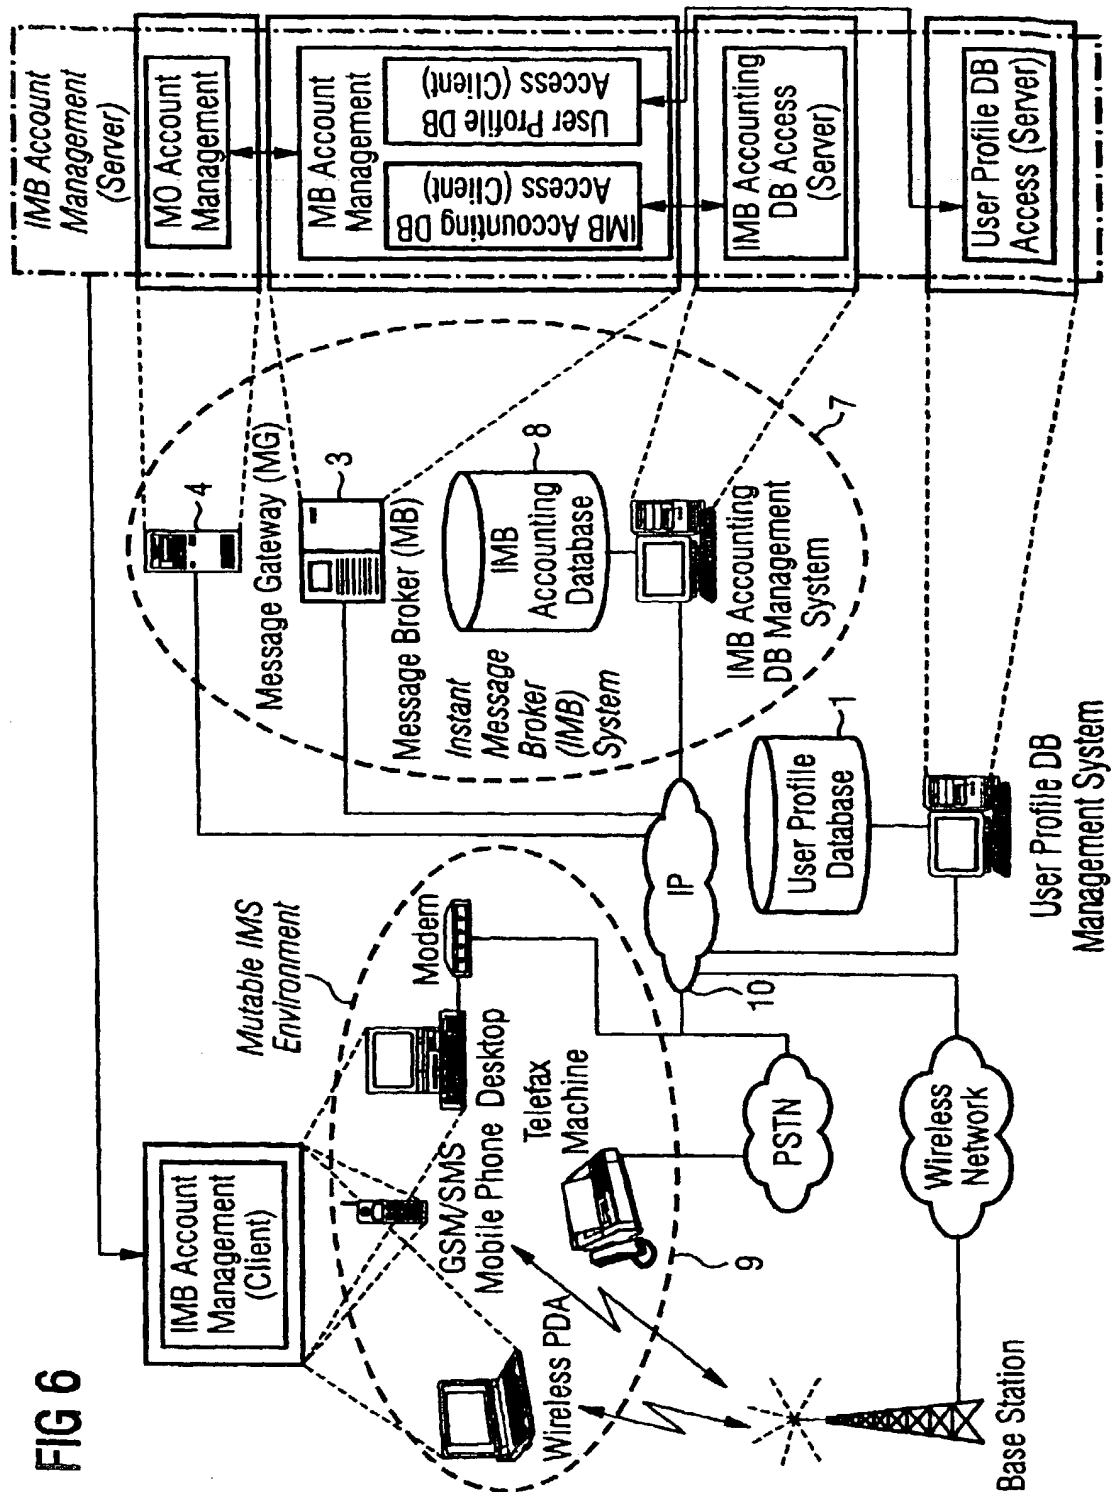 FIG 6
IMB Account
Management
(Client)
Mutable IMS
Environment
Wireless PDA
GSM/SMS
Mobile Phone
Desktop
Modem
Telefax
Machine
9
Base Station
Wireless
Network
PSTN
10
IP
User Profile
Database
1
User Profile DB
Management System
Message Gateway (MG)
4
Message Broker (MB)
3
Instant
Message
Broker
(IMB)
System
IMB
Accounting
Database
8
IMB Accounting
DB Management
System
7
IMB Account
Management
(Server)
MO Account
Management
MB Account
Management
IMB Accounting DB
Access (Client)
User Profile DB
Access (Client)
IMB Accounting
DB Access
(Server)
User Profile DB
Access (Server)